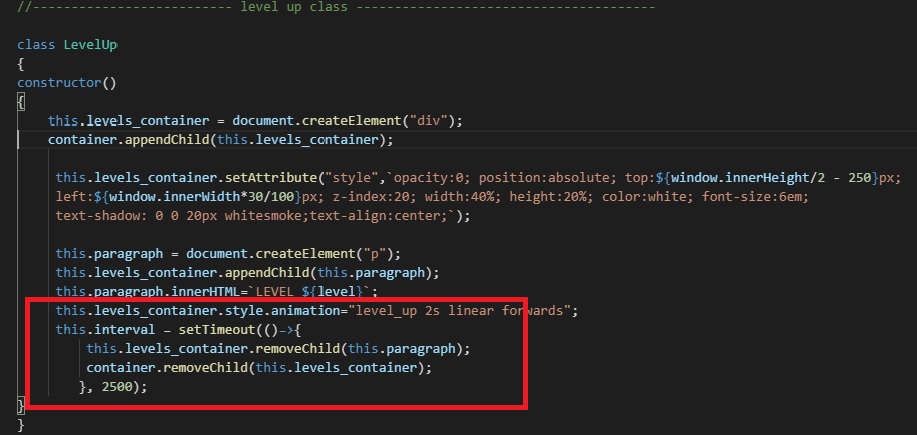 //--------------------------- level up class ----------------------------------------
class LevelUp
{
constructor()
{
this.levels_container = document.createElement("div");
container.appendChild(this.levels_container);
this.levels_container.setAttribute("style",`opacity:0; position:absolute; top:${window.innerHeight/2 - 250}px;
left:${window.innerWidth*30/100}px; z-index:20; width:40%; height:20%; color:white; font-size:6em;
text-shadow: 0 0 20px whitesmoke;text-align:center;`);
this.paragraph = document.createElement("p");
this.levels_container.appendChild(this.paragraph);
this.paragraph.innerHTML=`LEVEL ${level}`;
this.levels_container.style.animation="level_up 2s linear forwards";
this.interval = setTimeout(()=>{
this.levels_container.removeChild(this.paragraph);
container.removeChild(this.levels_container);
}, 2500);
}
}